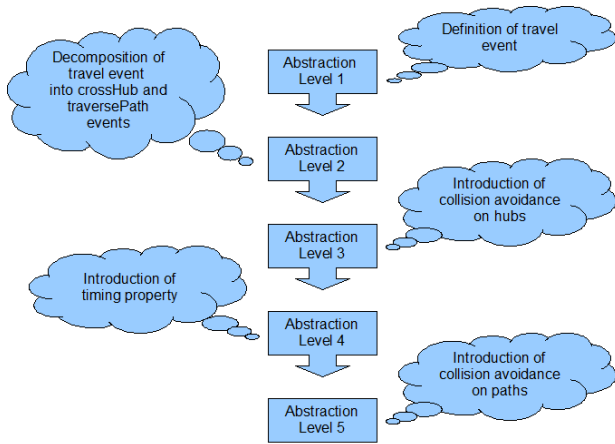 Definition of travel
event
Abstraction
Level 1
Decomposition of
travel event
into crossHub and
traversePath
events
Abstraction
Level 2
Introduction of
collision avoidance
on hubs
Abstraction
Level 3
Introduction of
timing property
Abstraction
Level 4
Introduction of
collision avoidance
on paths
Abstraction
Level 5